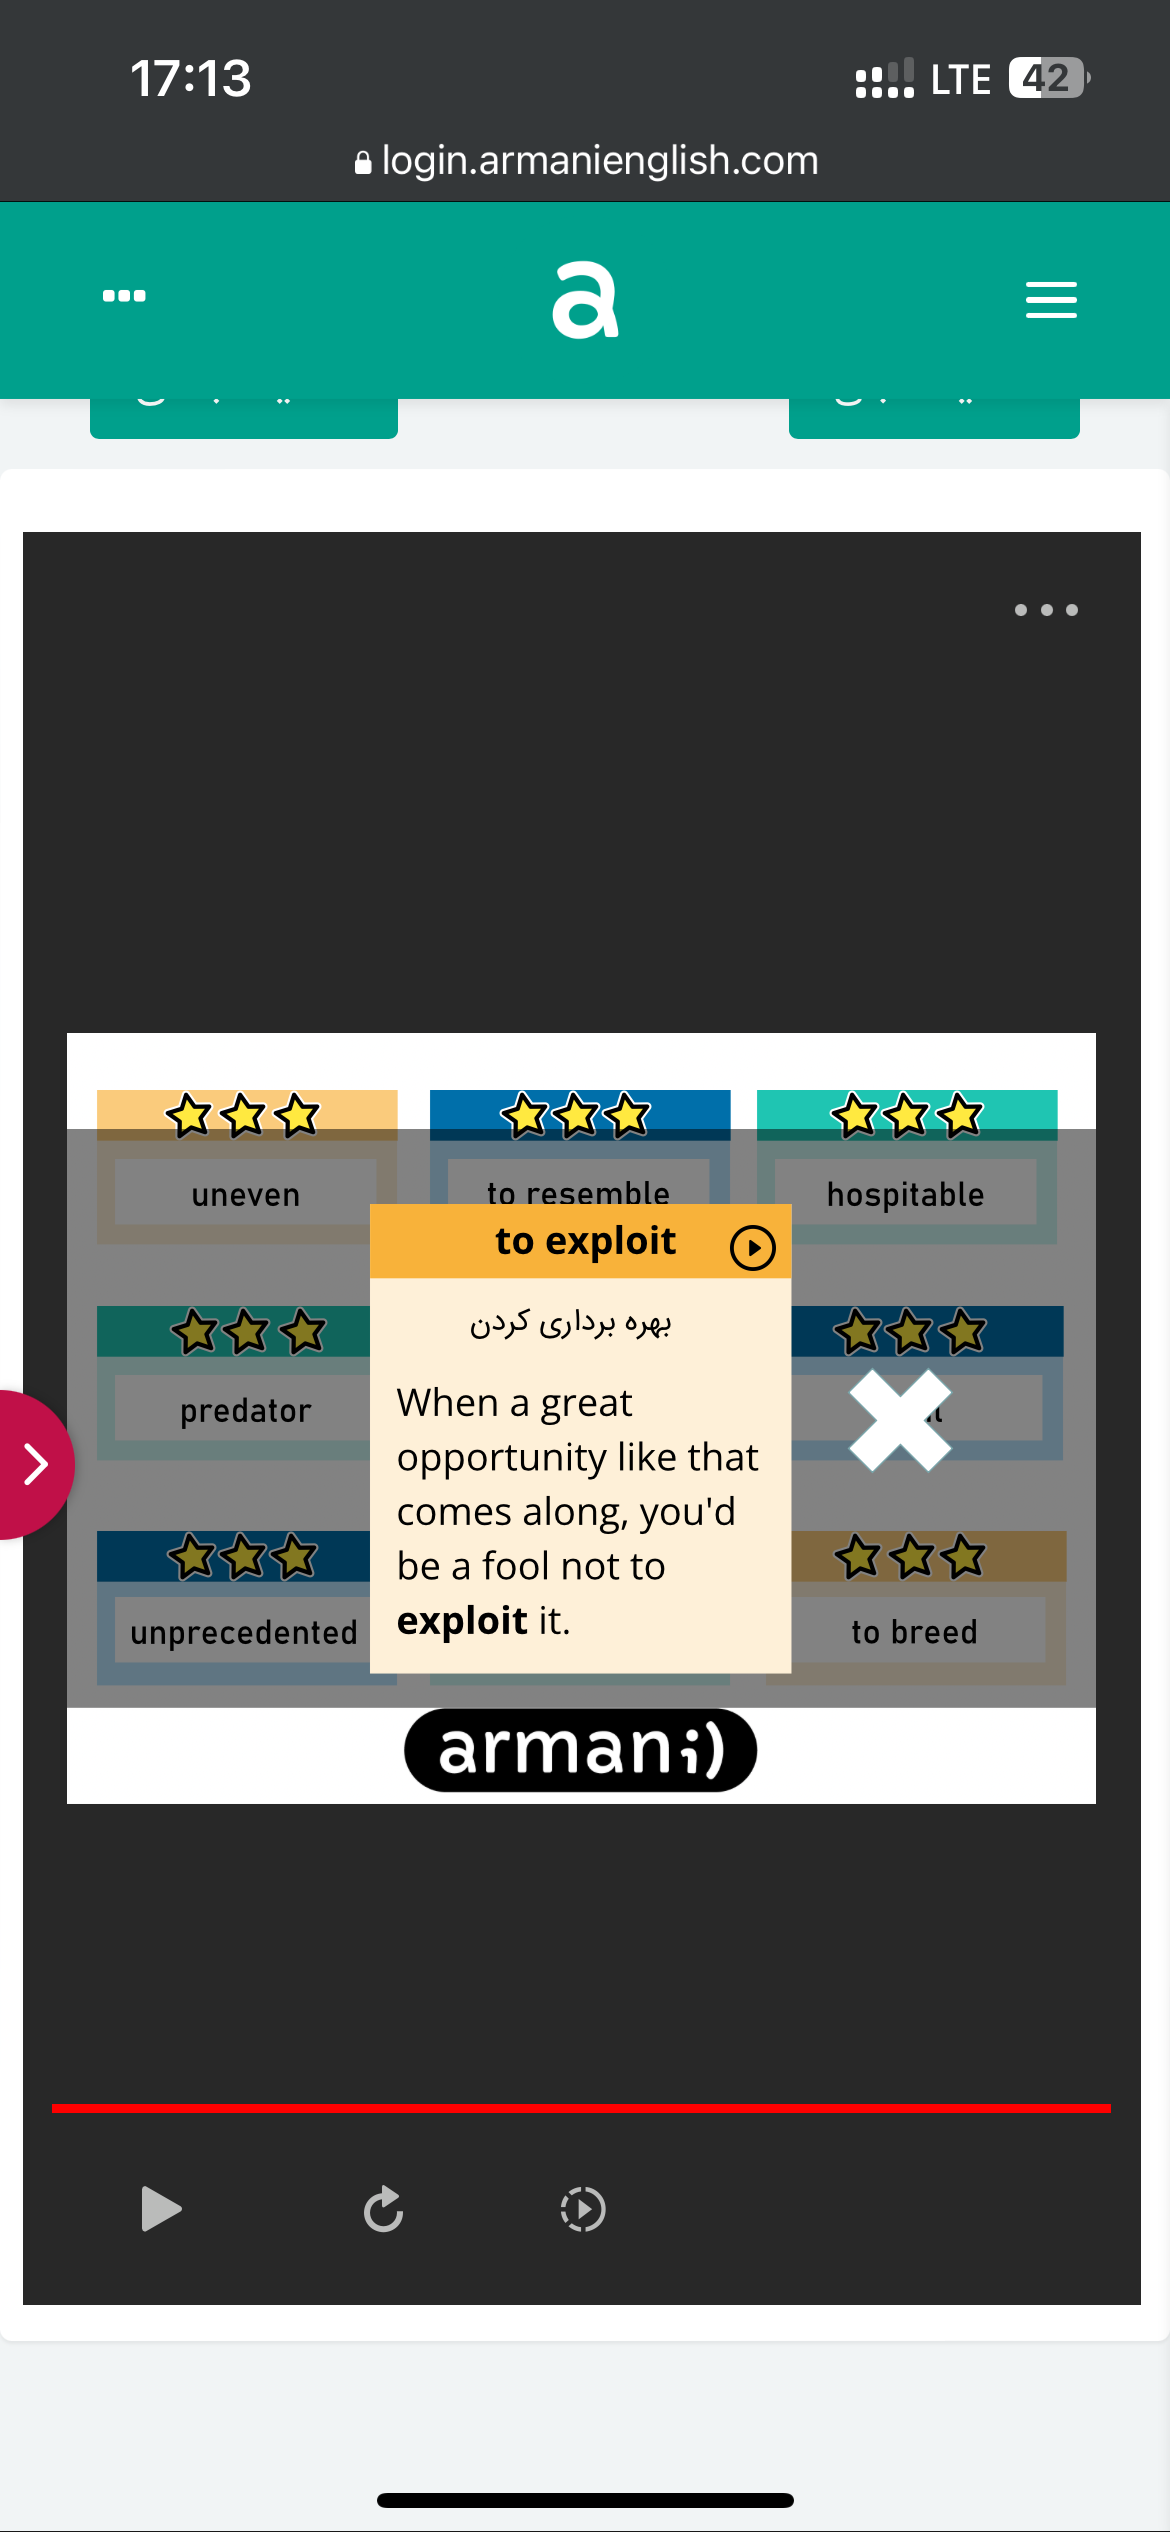 17:13
LTE 42
login.armanienglish.com
a
uneven
to resemble
hospitable
to exploit
بهره برداری کردن
When a great
opportunity like that
comes along, you'd
be a fool not to
exploit it.
predator
unprecedented
to breed
arman;)